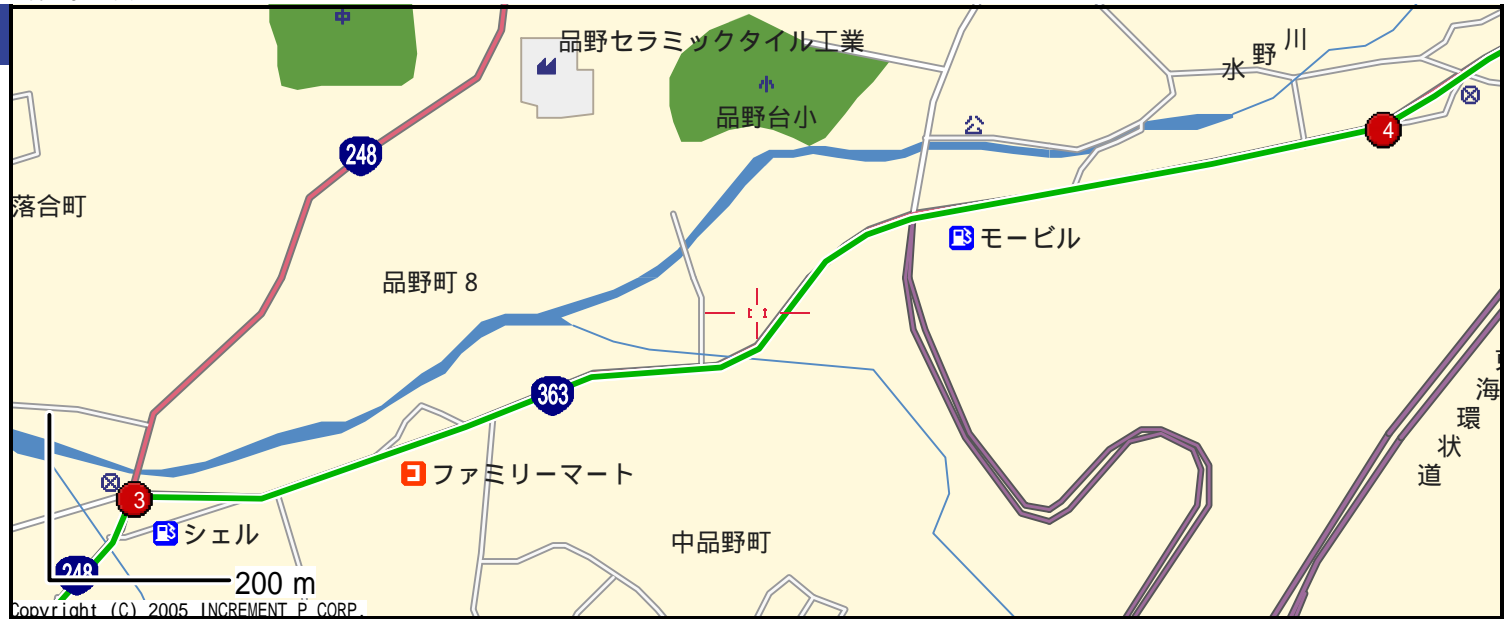 品野セラミックタイル工業
水野川
品野台小
248
4
落合町
モービル
品野町8
363
東海環状道
ファミリーマート
3
シェル
中品野町
248
200 m
Copyright (C) 2005 INCREMENT P CORP.